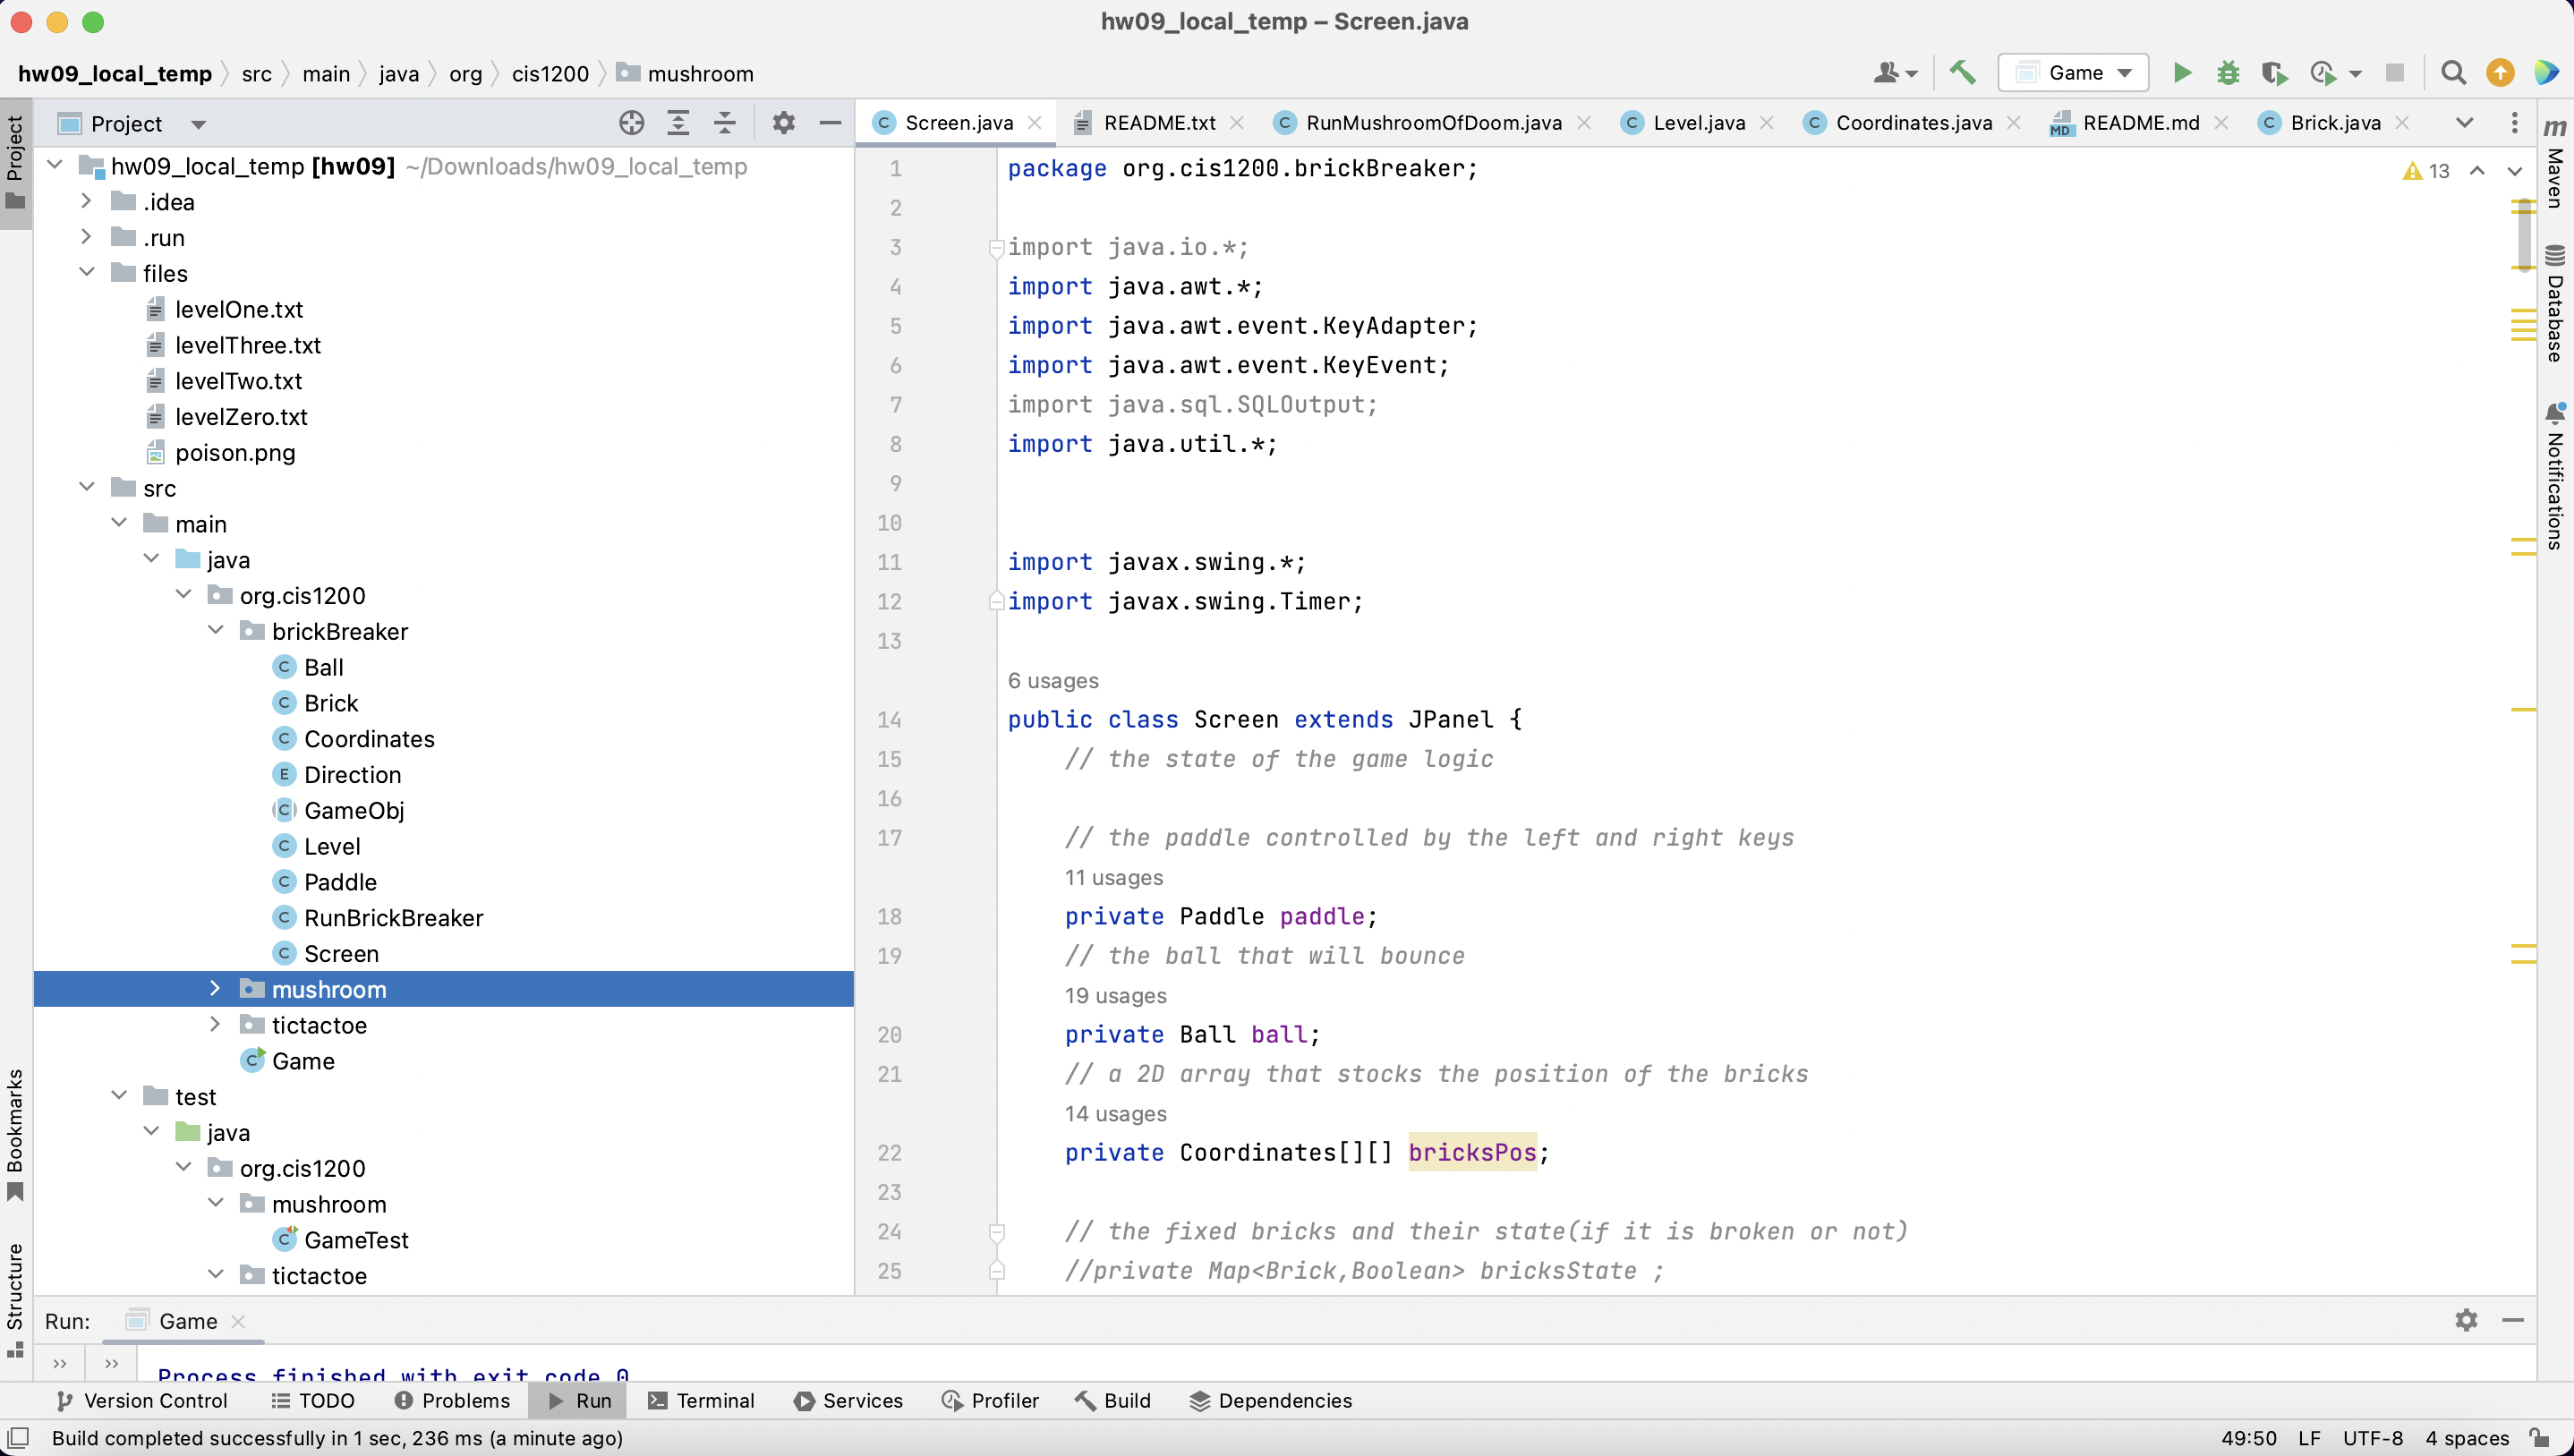 hw09_local_temp – Screen.java
hw09_local_temp src main java org cis1200 mushroom
Game
Project
Screen.java README.txt RunMushroomOfDoom.java Level.java Coordinates.java README.md Brick.java
Project
Bookmarks
Structure
hw09_local_temp [hw09] ~/Downloads/hw09_local_temp
.idea
.run
files
levelOne.txt
levelThree.txt
levelTwo.txt
levelZero.txt
poison.png
src
main
java
org.cis1200
brickBreaker
Ball
Brick
Coordinates
Direction
GameObj
Level
Paddle
RunBrickBreaker
Screen
mushroom
tictactoe
Game
test
java
org.cis1200
mushroom
GameTest
tictactoe
13
1 package org.cis1200.brickBreaker;
2
3 import java.io.*;
4 import java.awt.*;
5 import java.awt.event.KeyAdapter;
6 import java.awt.event.KeyEvent;
7 import java.sql.SQLOutput;
8 import java.util.*;
9
10
11 import javax.swing.*;
12 import javax.swing.Timer;
13
6 usages
14 public class Screen extends JPanel {
15 // the state of the game logic
16
17 // the paddle controlled by the left and right keys
11 usages
18 private Paddle paddle;
19 // the ball that will bounce
19 usages
20 private Ball ball;
21 // a 2D array that stocks the position of the bricks
14 usages
22 private Coordinates[][] bricksPos;
23
24 // the fixed bricks and their state(if it is broken or not)
25 //private Map<Brick,Boolean> bricksState ;
m Maven
Database
Notifications
Run: Game
Process finished with exit code 0
Version Control TODO Problems Run Terminal Services Profiler Build Dependencies
Build completed successfully in 1 sec, 236 ms (a minute ago) 49:50 LF UTF-8 4 spaces